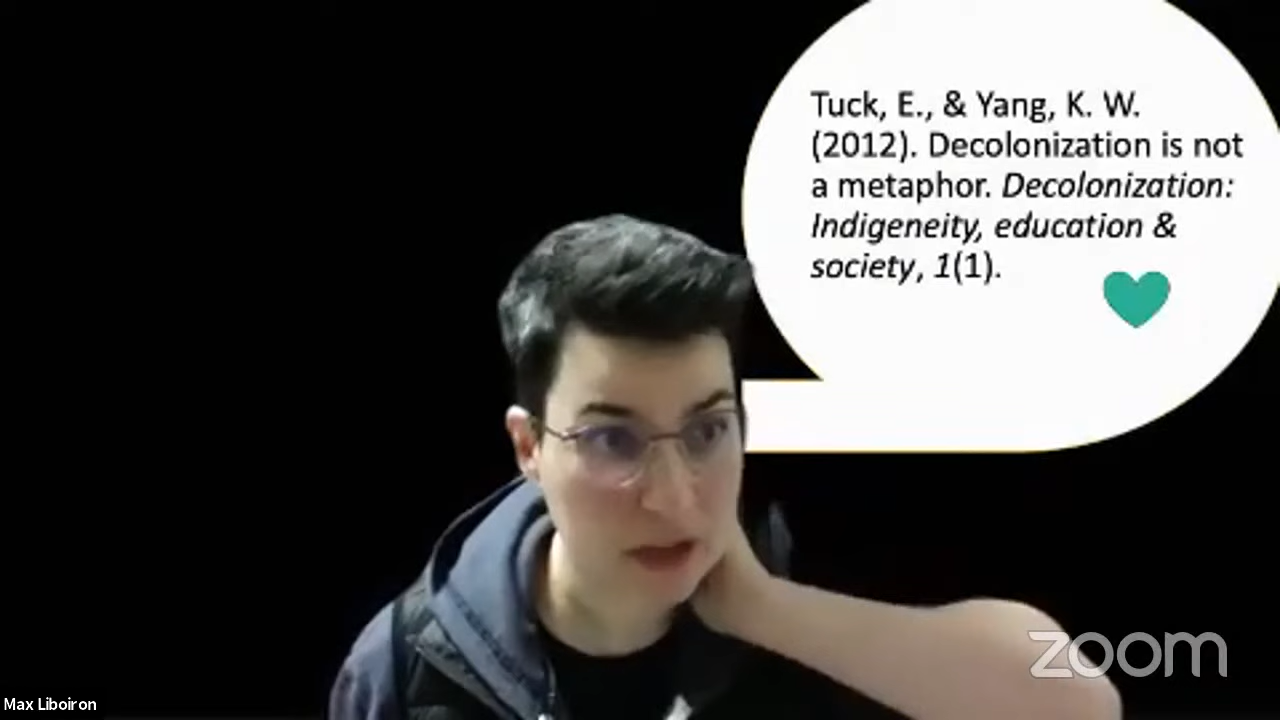 Tuck, E., & Yang, K. W.
(2012). Decolonization is not
a metaphor. Decolonization:
Indigeneity, education &
society, 1(1).
zoom
Max Liboiron